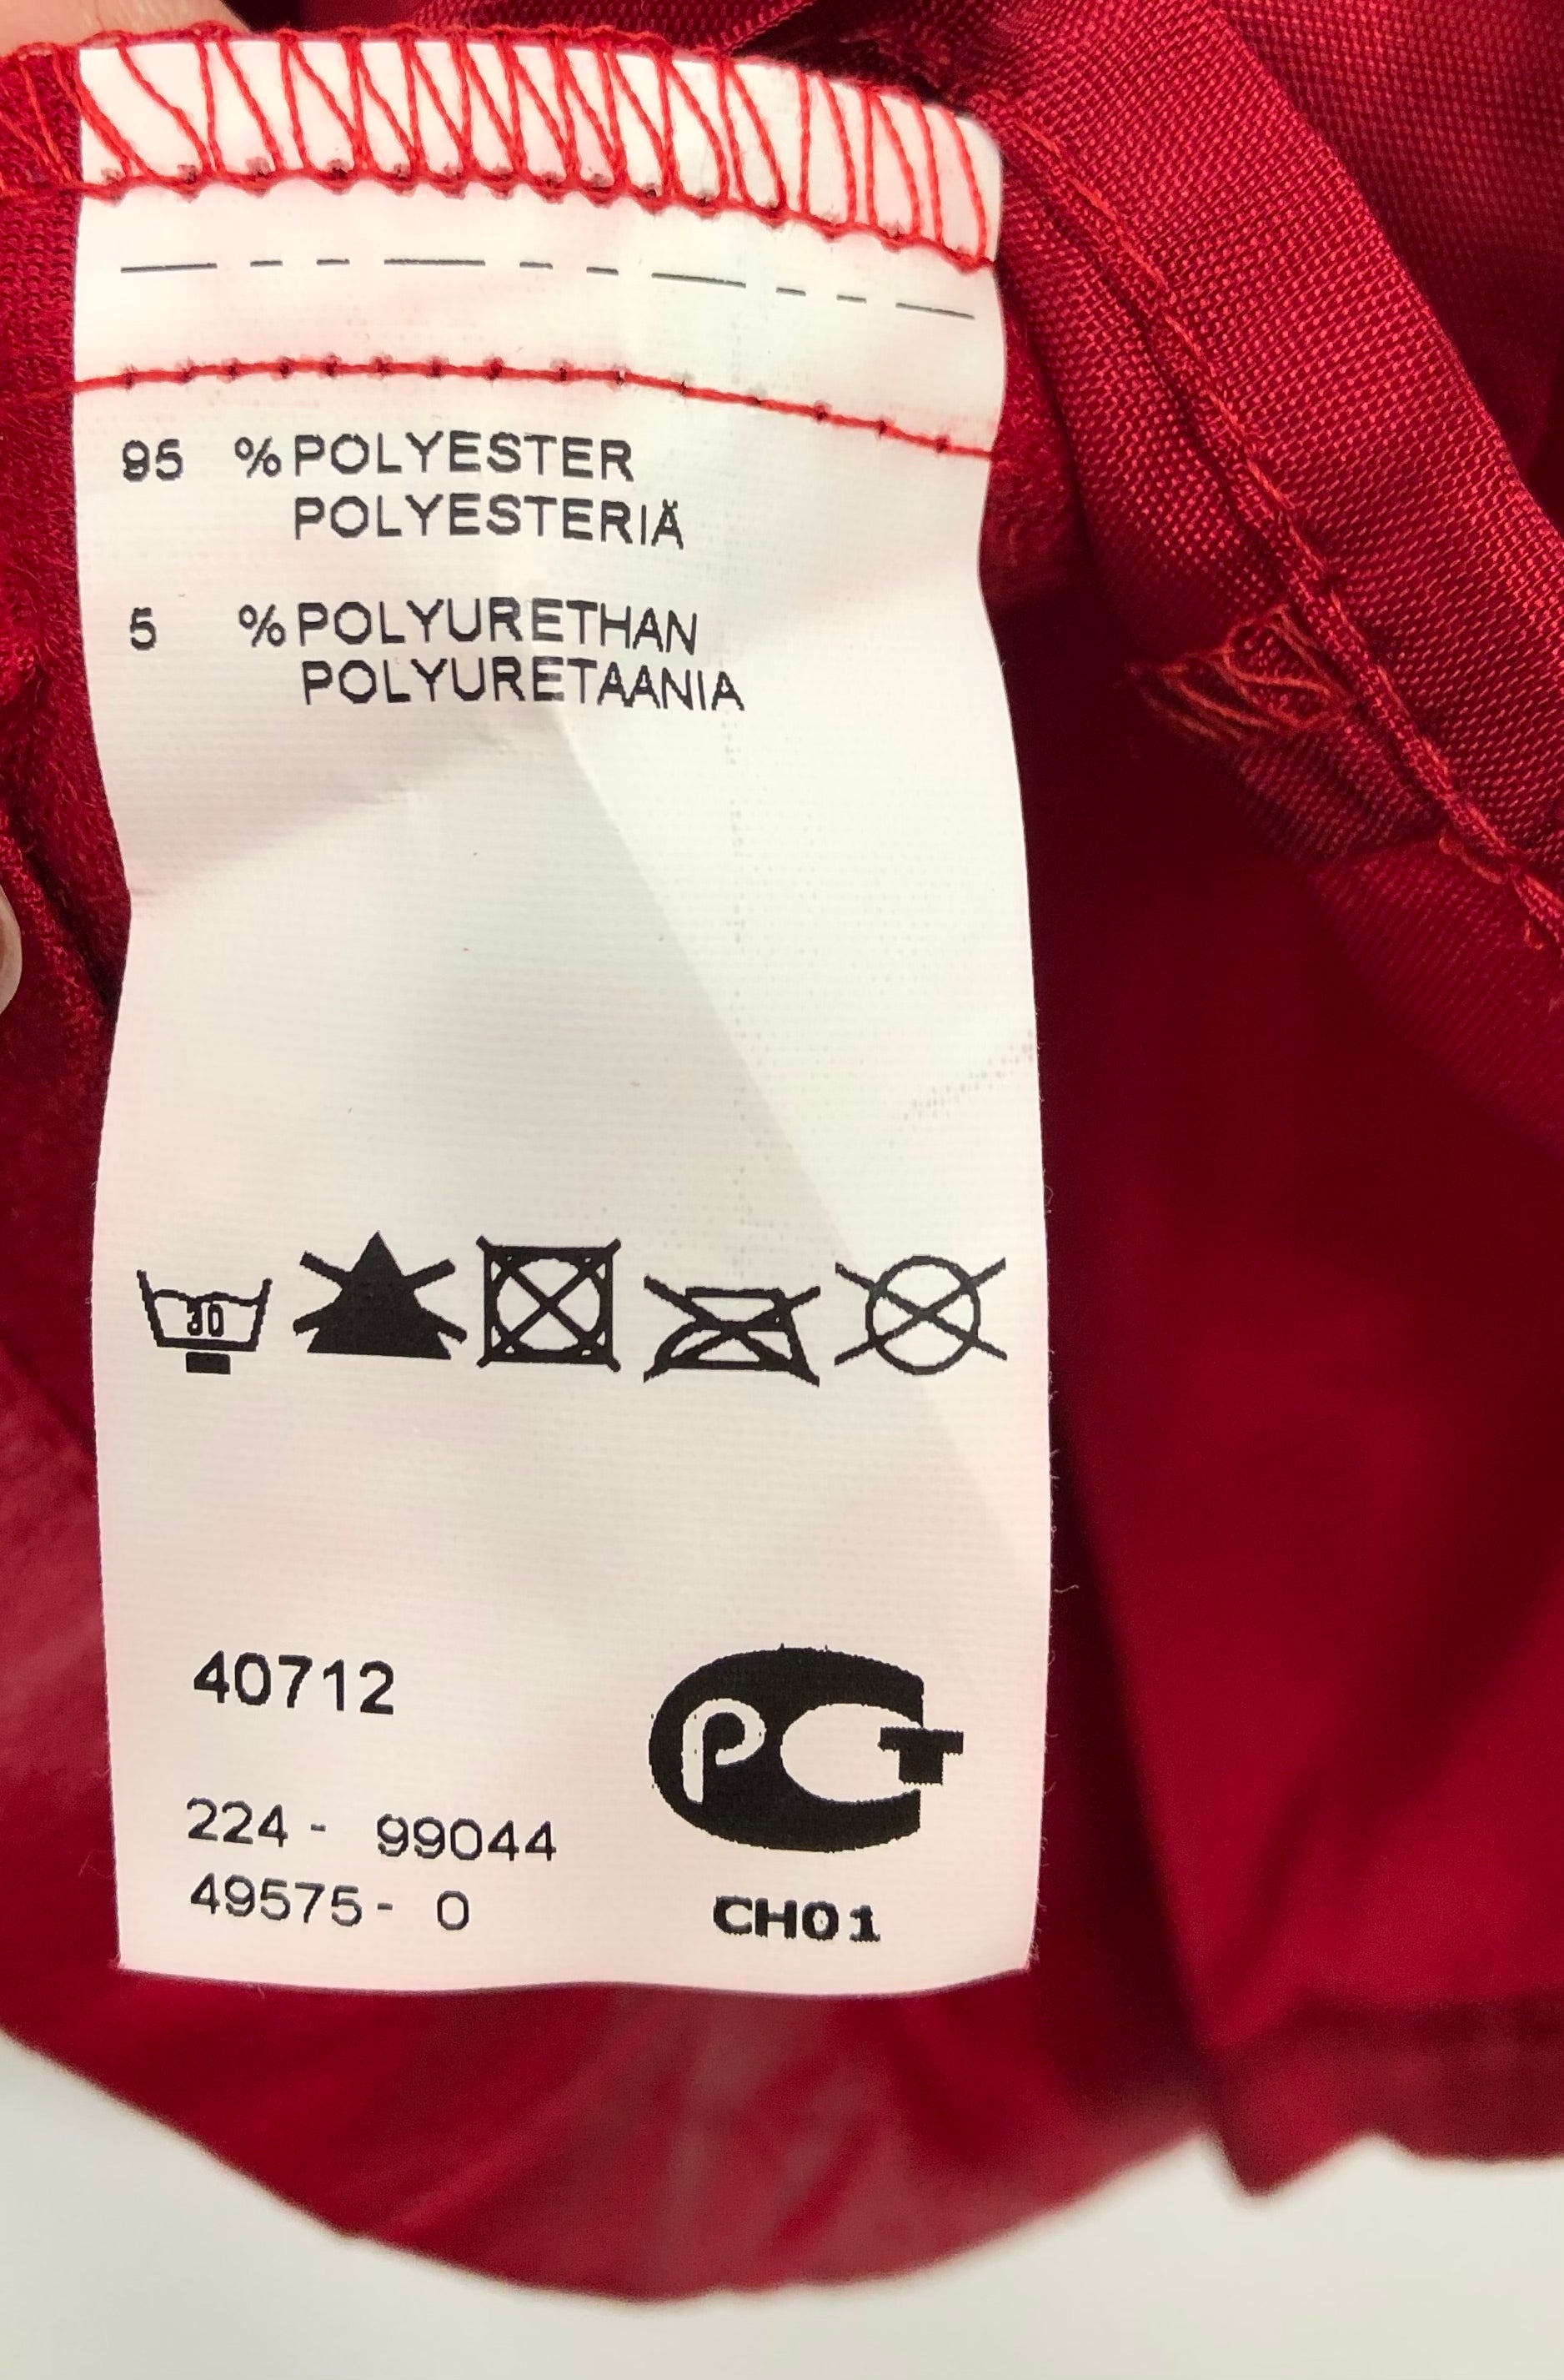 95 % POLYESTER
POLYESTERIÄ
5 % POLYURETHAN
POLYURETAANIA
30
40712
PCT
224 - 99044
49575 - 0
CH01